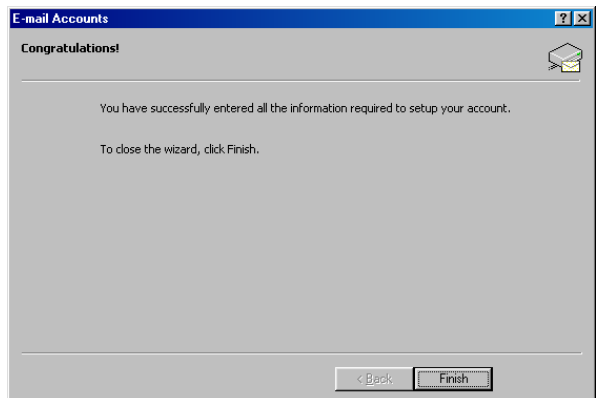 E-mail Accounts
Congratulations!
You have successfully entered all the information required to setup your account.
To close the wizard, click Finish.
< Back Finish